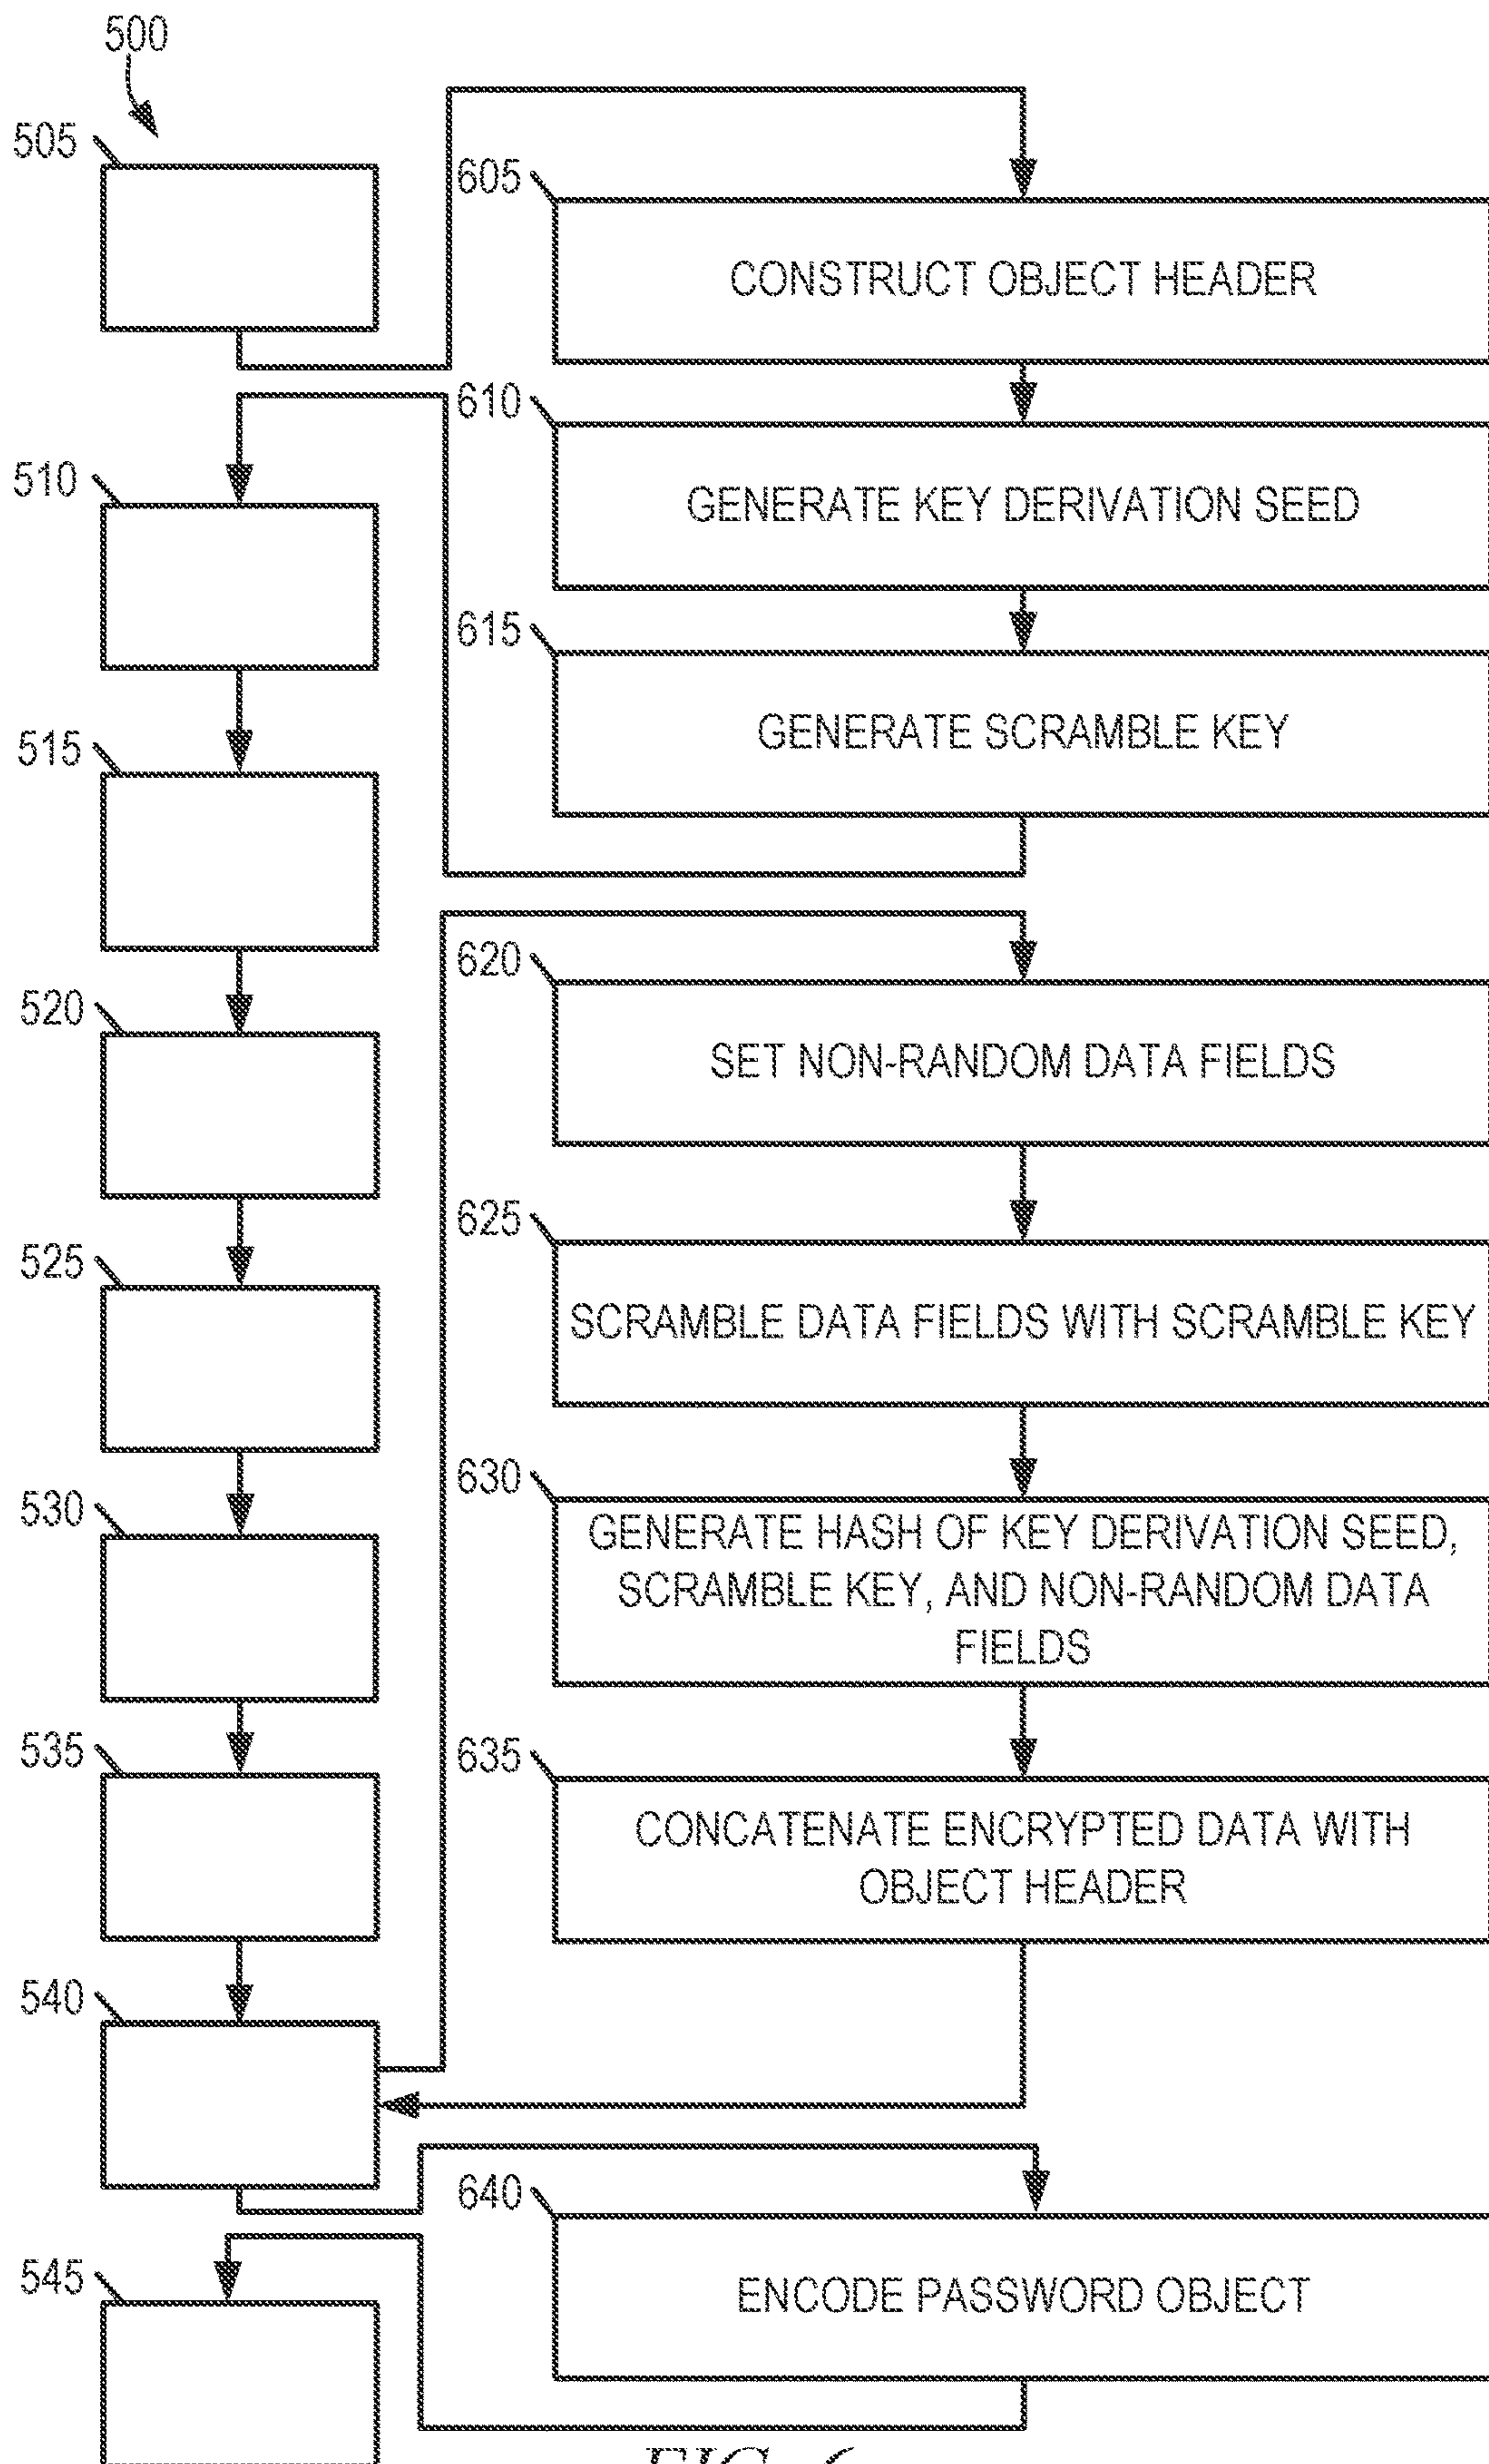 500
505
605
CONSTRUCT OBJECT HEADER
610
GENERATE KEY DERIVATION SEED
510
615
GENERATE SCRAMBLE KEY
515
620
SET NON-RANDOM DATA FIELDS
520
625
SCRAMBLE DATA FIELDS WITH SCRAMBLE KEY
525
630
GENERATE HASH OF KEY DERIVATION SEED,
SCRAMBLE KEY, AND NON-RANDOM DATA
FIELDS
530
535
635
CONCATENATE ENCRYPTED DATA WITH
OBJECT HEADER
540
640
ENCODE PASSWORD OBJECT
545